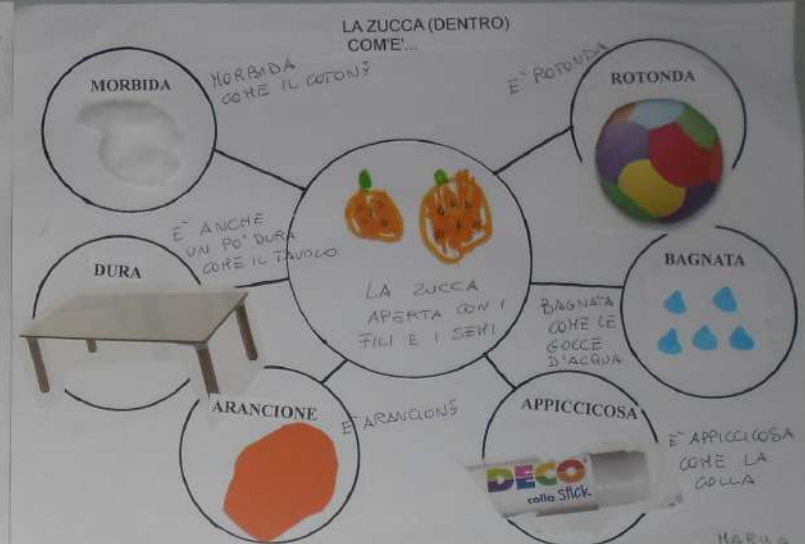 LA ZUCCA (DENTRO)
COM'E'...
MORBIDA
MORBIDA
COME IL COTONE
È ROTONDA
ROTONDA
È ANCHE
UN PO' DURA
COME IL TAVOLO
DURA
LA ZUCCA
APERTA CON I
FILI E I SEMI
BAGNATA
COME LE
GOCCE
D'ACQUA
BAGNATA
ARANCIONE
È ARANCIONE
APPICCICOSA
DECO
colla Stick
È APPICCICOSA
COME LA
COLLA